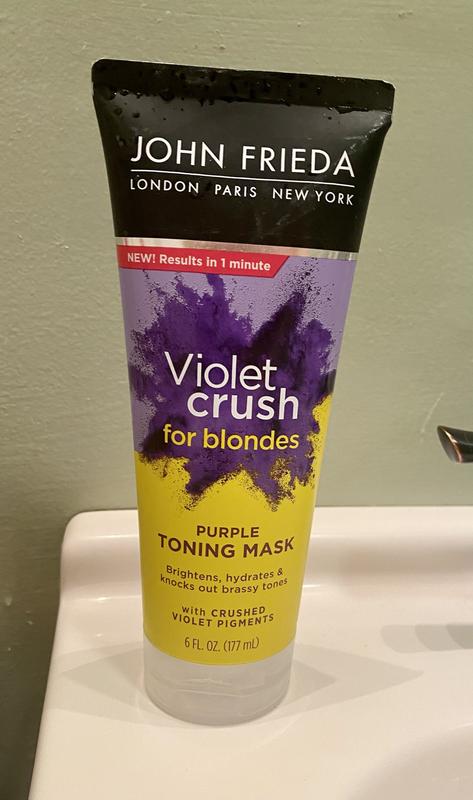 JOHN FRIEDA
LONDON PARIS NEW YORK
NEW! Results in 1 minute
Violet
crush
for blondes
PURPLE
TONING MASK
Brightens, hydrates &
knocks out brassy tones
with CRUSHED
VIOLET PIGMENTS
6 FL. OZ. (177 mL)